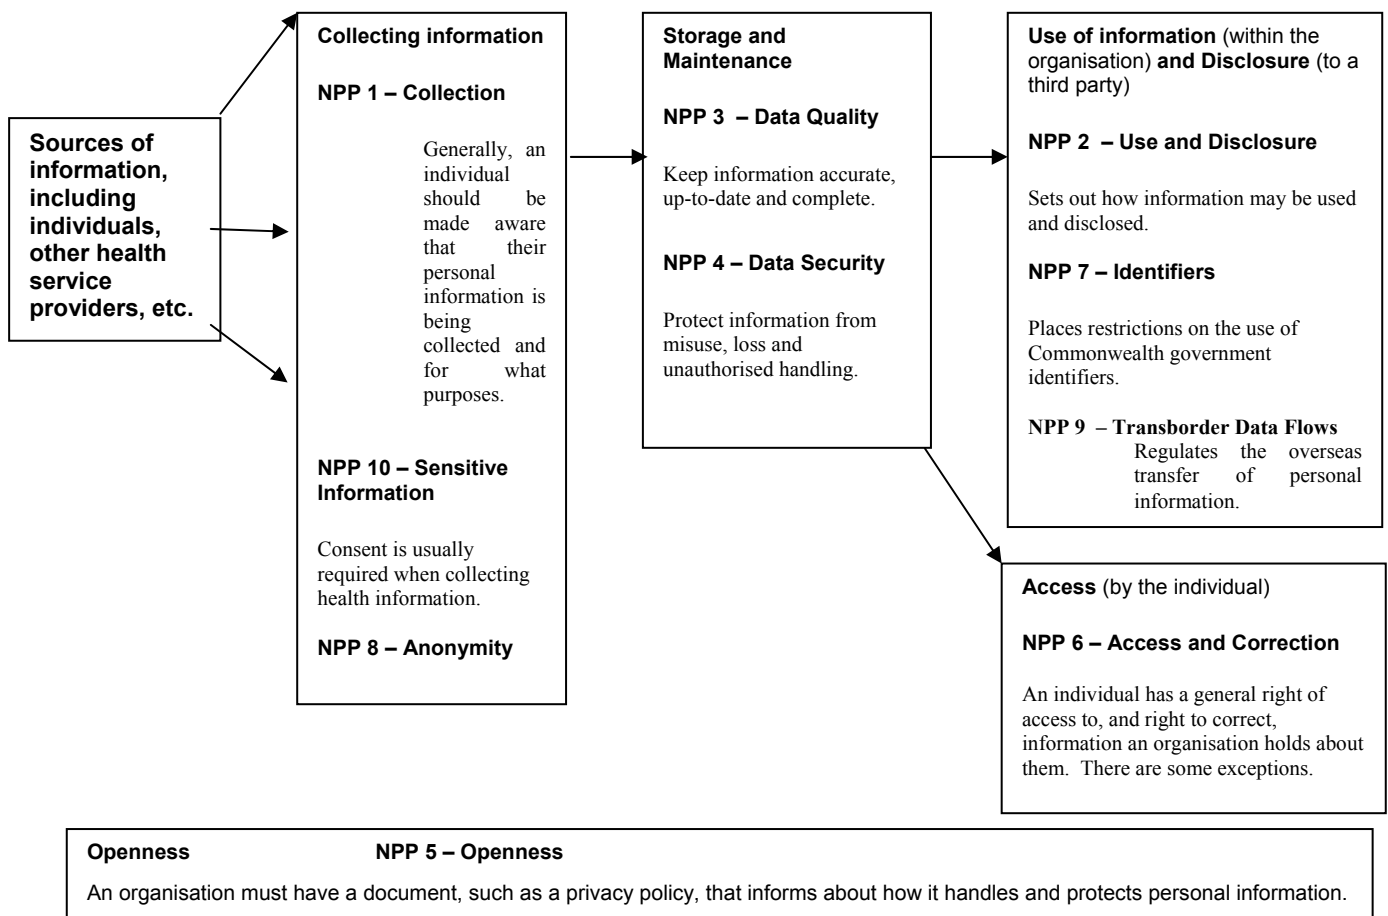 Sources of
information,
including
individuals,
other health
service
providers, etc.
Collecting information
NPP 1 – Collection
Generally, an
individual
should be
made aware
that their
personal
information is
being
collected and
for what
purposes.
NPP 10 – Sensitive
Information
Consent is usually
required when collecting
health information.
NPP 8 – Anonymity
Storage and
Maintenance
NPP 3 – Data Quality
Keep information accurate,
up-to-date and complete.
NPP 4 – Data Security
Protect information from
misuse, loss and
unauthorised handling.
Use of information (within the
organisation) and Disclosure (to a
third party)
NPP 2 – Use and Disclosure
Sets out how information may be used
and disclosed.
NPP 7 – Identifiers
Places restrictions on the use of
Commonwealth government
identifiers.
NPP 9 – Transborder Data Flows
Regulates the overseas
transfer of personal
information.
Access (by the individual)
NPP 6 – Access and Correction
An individual has a general right of
access to, and right to correct,
information an organisation holds about
them. There are some exceptions.
Openness NPP 5 – Openness
An organisation must have a document, such as a privacy policy, that informs about how it handles and protects personal information.